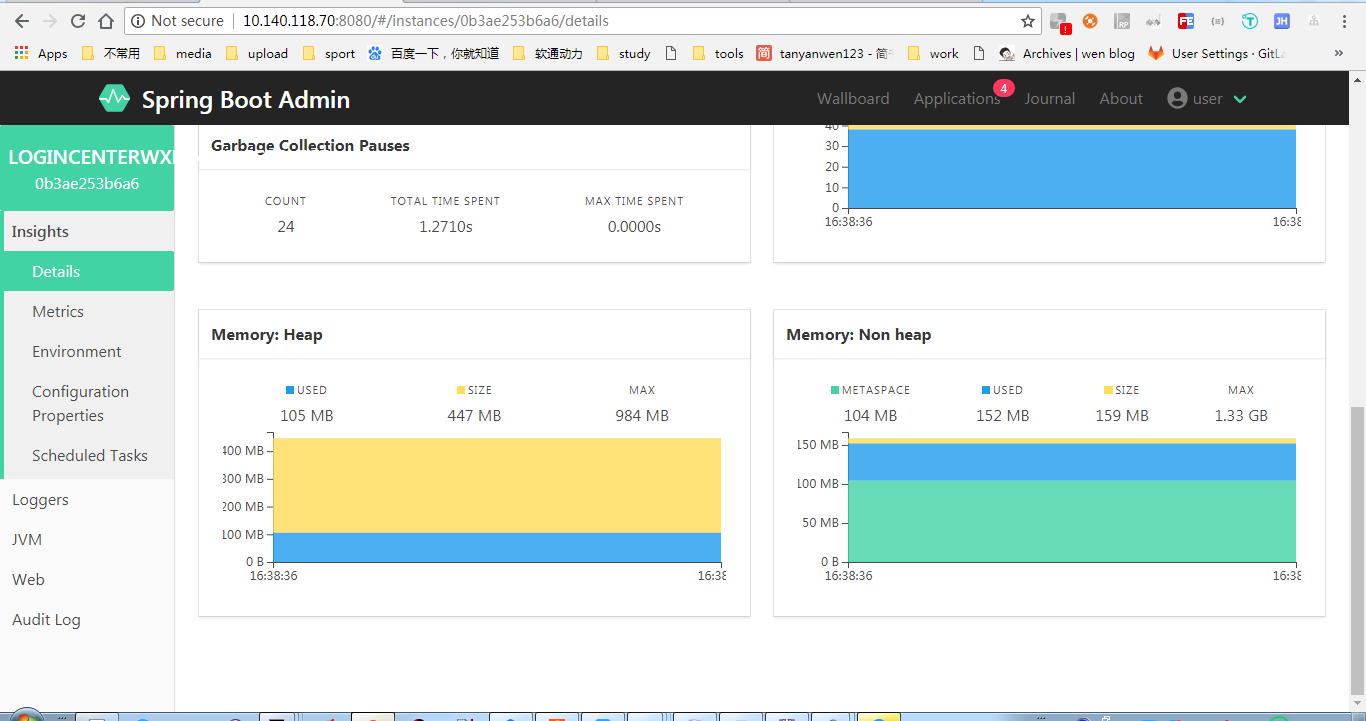 Not secure | 10.140.118.70:8080/#/instances/0b3ae253b6a6/details
Apps 不常用 media upload sport 百度一下，你就知道 软通动力 study tools tanyanwen123 - 简 work Archives | wen blog User Settings · GitLa »
Spring Boot Admin Wallboard Applications 4 Journal About user
LOGINCENTERWX
0b3ae253b6a6
Insights
Details
Metrics
Environment
Configuration
Properties
Scheduled Tasks
Loggers
JVM
Web
Audit Log
Garbage Collection Pauses
COUNT TOTAL TIME SPENT MAX TIME SPENT
24 1.2710s 0.0000s
40
30
20
10
0
16:38:36 16:38
Memory: Heap
USED SIZE MAX
105 MB 447 MB 984 MB
400 MB
300 MB
200 MB
100 MB
0 B
16:38:36 16:38
Memory: Non heap
METASPACE USED SIZE MAX
104 MB 152 MB 159 MB 1.33 GB
150 MB
100 MB
50 MB
0 B
16:38:36 16:38